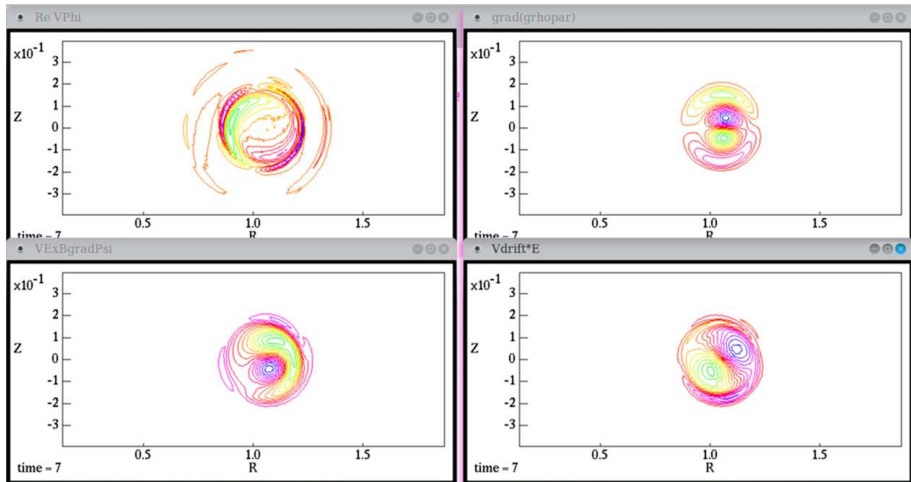 Re VPhi
x10⁻¹
3
2
1
Z 0
-1
-2
-3
0.5 1.0 1.5
time = 7 R
grad(grhopar)
x10⁻¹
3
2
1
Z 0
-1
-2
-3
0.5 1.0 1.5
time = 7 R
VExBgradPsi
x10⁻¹
3
2
1
Z 0
-1
-2
-3
0.5 1.0 1.5
time = 7 R
Vdrift*E
x10⁻¹
3
2
1
Z 0
-1
-2
-3
0.5 1.0 1.5
time = 7 R